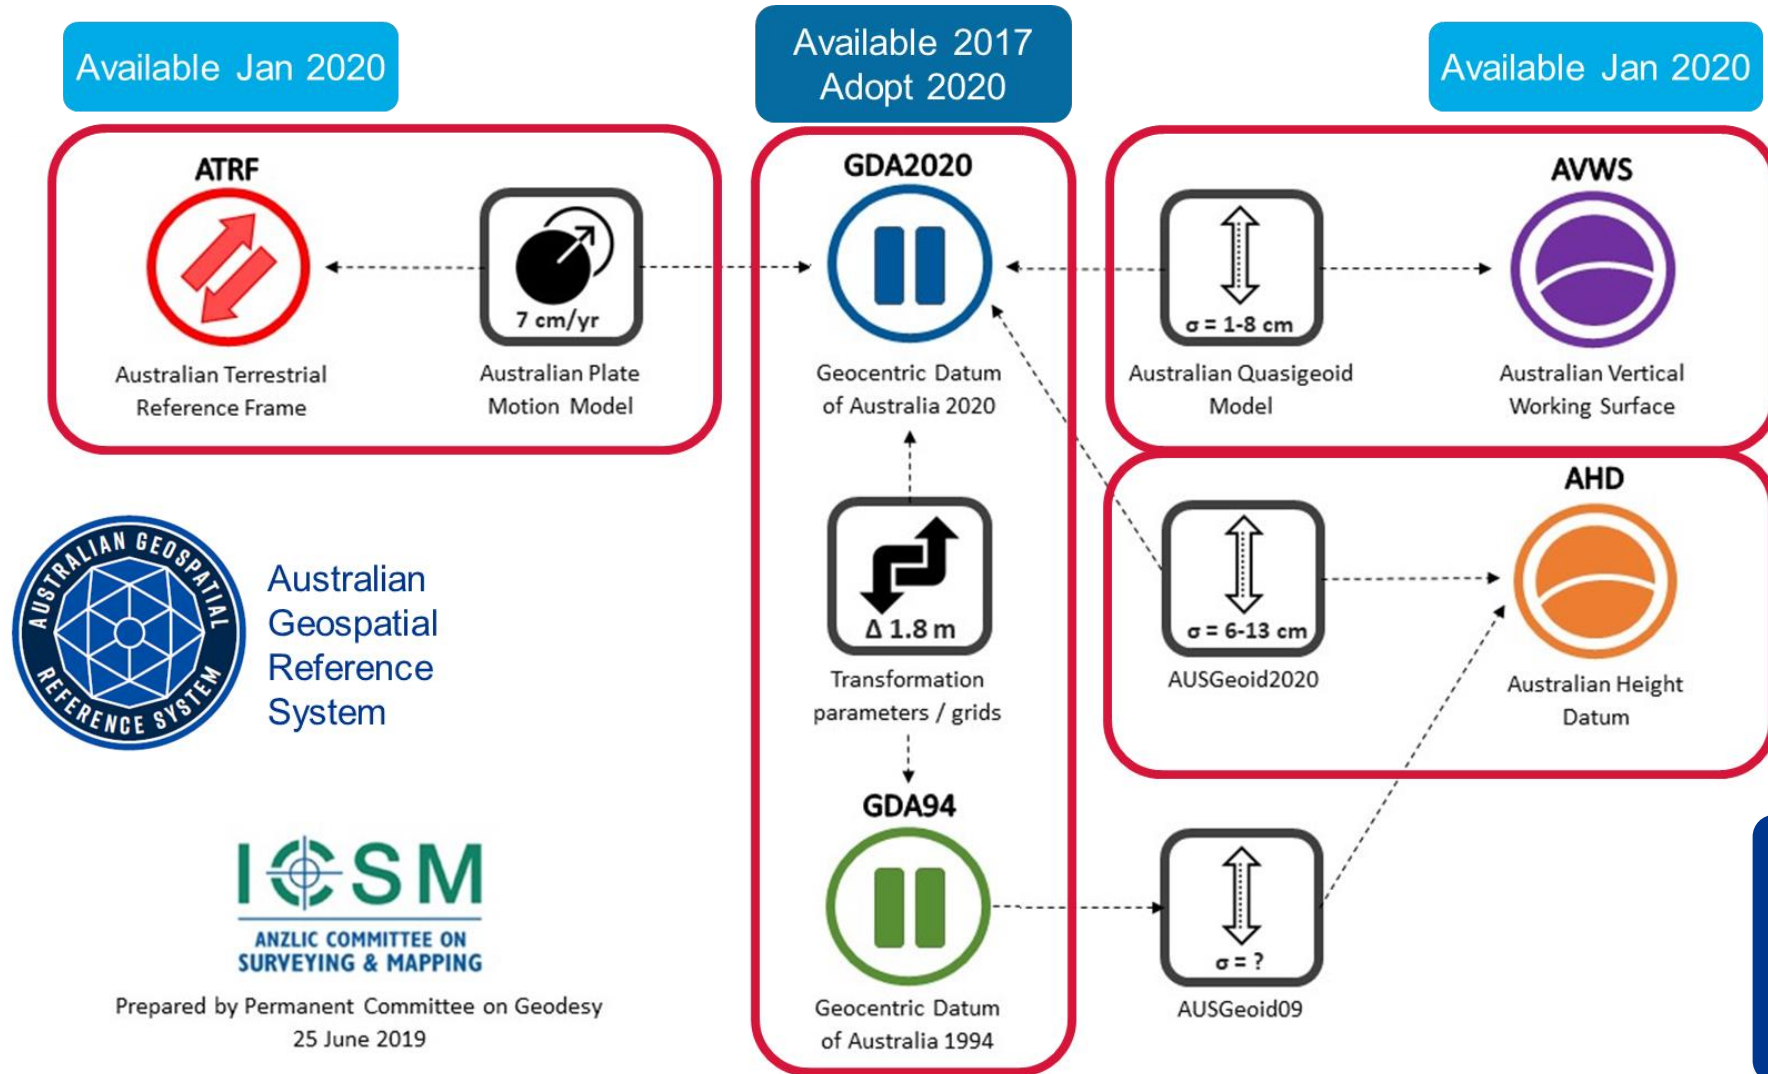 Available Jan 2020
Available 2017
Adopt 2020
Available Jan 2020
ATRF
7 cm/yr
Australian Terrestrial
Reference Frame
Australian Plate
Motion Model
GDA2020
Geocentric Datum
of Australia 2020
σ = 1-8 cm
Australian Quasigeoid
Model
AVWS
Australian Vertical
Working Surface
AUSTRALIAN GEOSPATIAL
REFERENCE SYSTEM
Australian
Geospatial
Reference
System
Δ 1.8 m
Transformation
parameters / grids
σ = 6-13 cm
AUSGeoid2020
AHD
Australian Height
Datum
GDA94
Geocentric Datum
of Australia 1994
σ = ?
AUSGeoid09
ICSM
ANZLIC COMMITTEE ON
SURVEYING & MAPPING
Prepared by Permanent Committee on Geodesy
25 June 2019